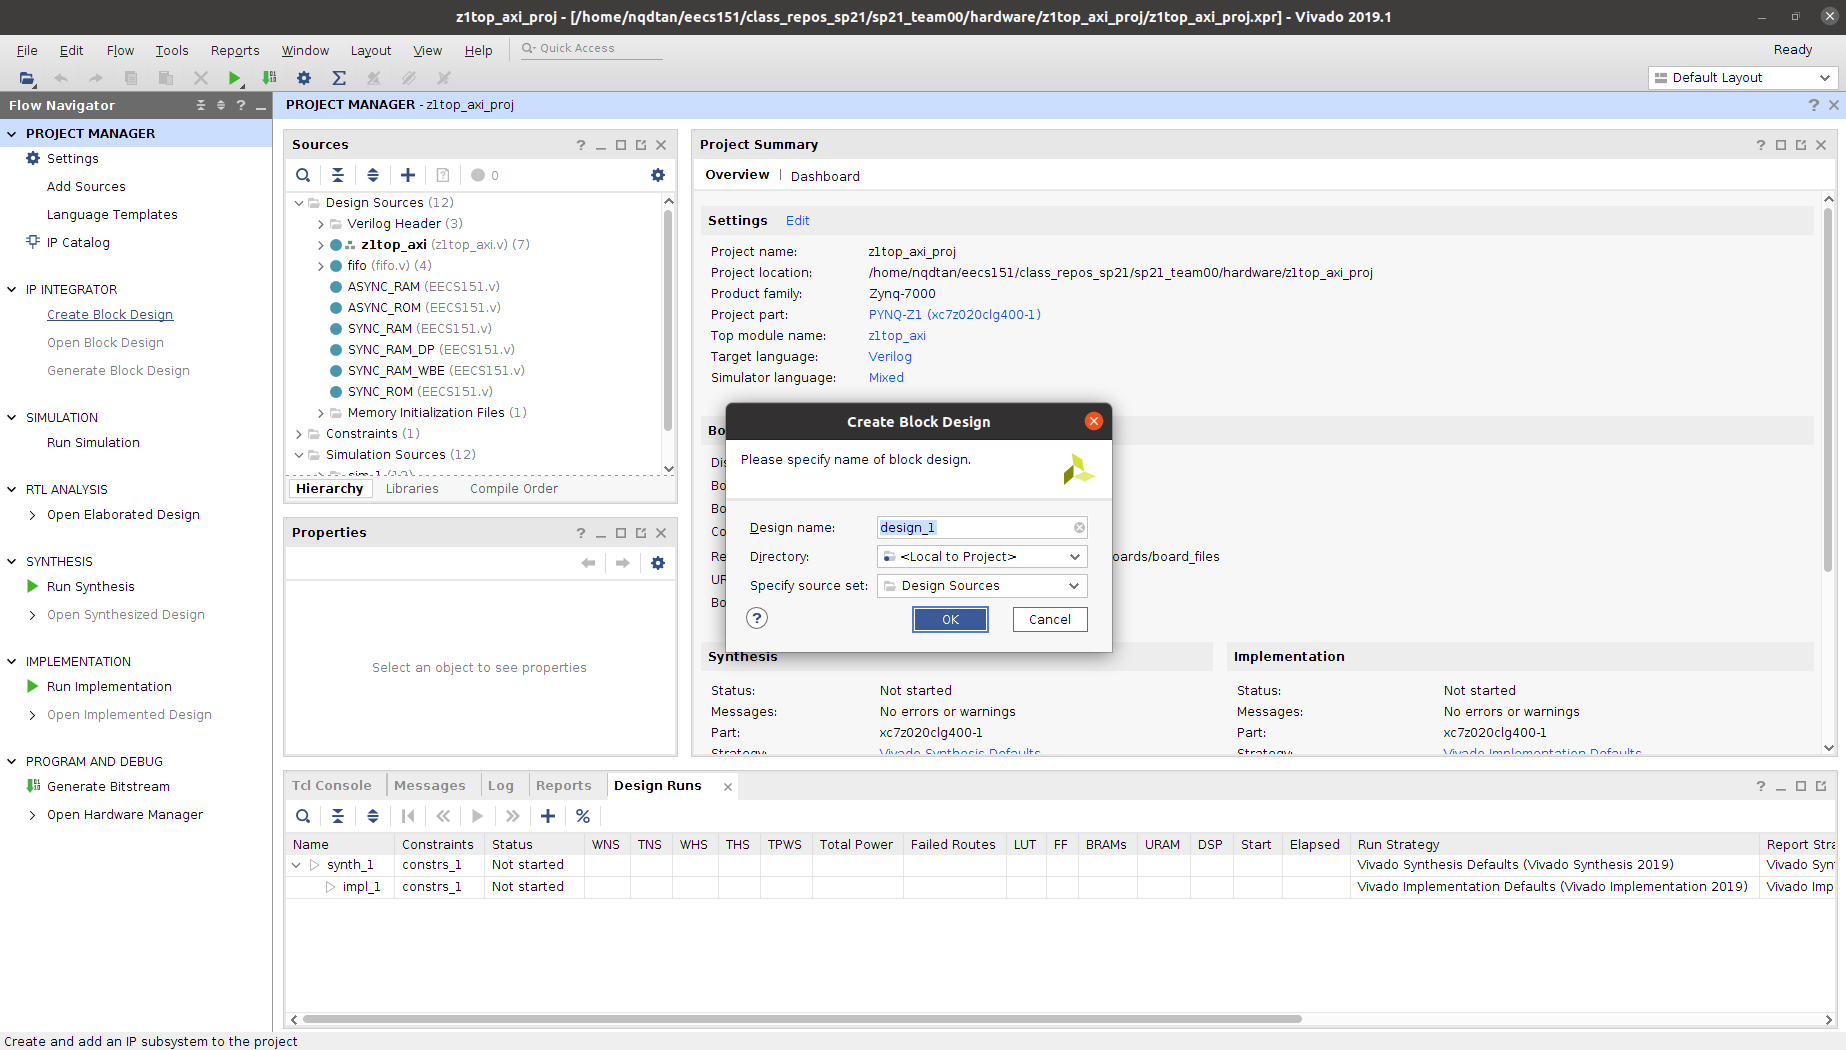 z1top_axi_proj - [/home/nqdtan/eecs151/class_repos_sp21/sp21_team00/hardware/z1top_axi_proj/z1top_axi_proj.xpr] - Vivado 2019.1
File Edit Flow Tools Reports Window Layout View Help Quick Access Ready
Default Layout
Flow Navigator
PROJECT MANAGER
Settings
Add Sources
Language Templates
IP Catalog
IP INTEGRATOR
Create Block Design
Open Block Design
Generate Block Design
SIMULATION
Run Simulation
RTL ANALYSIS
Open Elaborated Design
SYNTHESIS
Run Synthesis
Open Synthesized Design
IMPLEMENTATION
Run Implementation
Open Implemented Design
PROGRAM AND DEBUG
Generate Bitstream
Open Hardware Manager
PROJECT MANAGER - z1top_axi_proj
Sources
0
Design Sources (12)
Verilog Header (3)
z1top_axi (z1top_axi.v) (7)
fifo (fifo.v) (4)
ASYNC_RAM (EECS151.v)
ASYNC_ROM (EECS151.v)
SYNC_RAM (EECS151.v)
SYNC_RAM_DP (EECS151.v)
SYNC_RAM_WBE (EECS151.v)
SYNC_ROM (EECS151.v)
Memory Initialization Files (1)
Constraints (1)
Simulation Sources (12)
sim_1 (12)
Hierarchy Libraries Compile Order
Properties
Select an object to see properties
Project Summary
Overview | Dashboard
Settings Edit
Project name: z1top_axi_proj
Project location: /home/nqdtan/eecs151/class_repos_sp21/sp21_team00/hardware/z1top_axi_proj
Product family: Zynq-7000
Project part: PYNQ-Z1 (xc7z020clg400-1)
Top module name: z1top_axi
Target language: Verilog
Simulator language: Mixed
Bo
Dis
Bo
Bo
Co
Re oards/board_files
UR
Bo
Create Block Design
Please specify name of block design.
Design name: design_1
Directory: <Local to Project>
Specify source set: Design Sources
? OK Cancel
Synthesis
Status: Not started
Messages: No errors or warnings
Part: xc7z020clg400-1
Strategy: Vivado Synthesis Defaults
Implementation
Status: Not started
Messages: No errors or warnings
Part: xc7z020clg400-1
Strategy: Vivado Implementation Defaults
Tcl Console Messages Log Reports Design Runs
Name Constraints Status WNS TNS WHS THS TPWS Total Power Failed Routes LUT FF BRAMs URAM DSP Start Elapsed Run Strategy Report Stra
synth_1 constrs_1 Not started Vivado Synthesis Defaults (Vivado Synthesis 2019) Vivado Syn
impl_1 constrs_1 Not started Vivado Implementation Defaults (Vivado Implementation 2019) Vivado Imp
Create and add an IP subsystem to the project